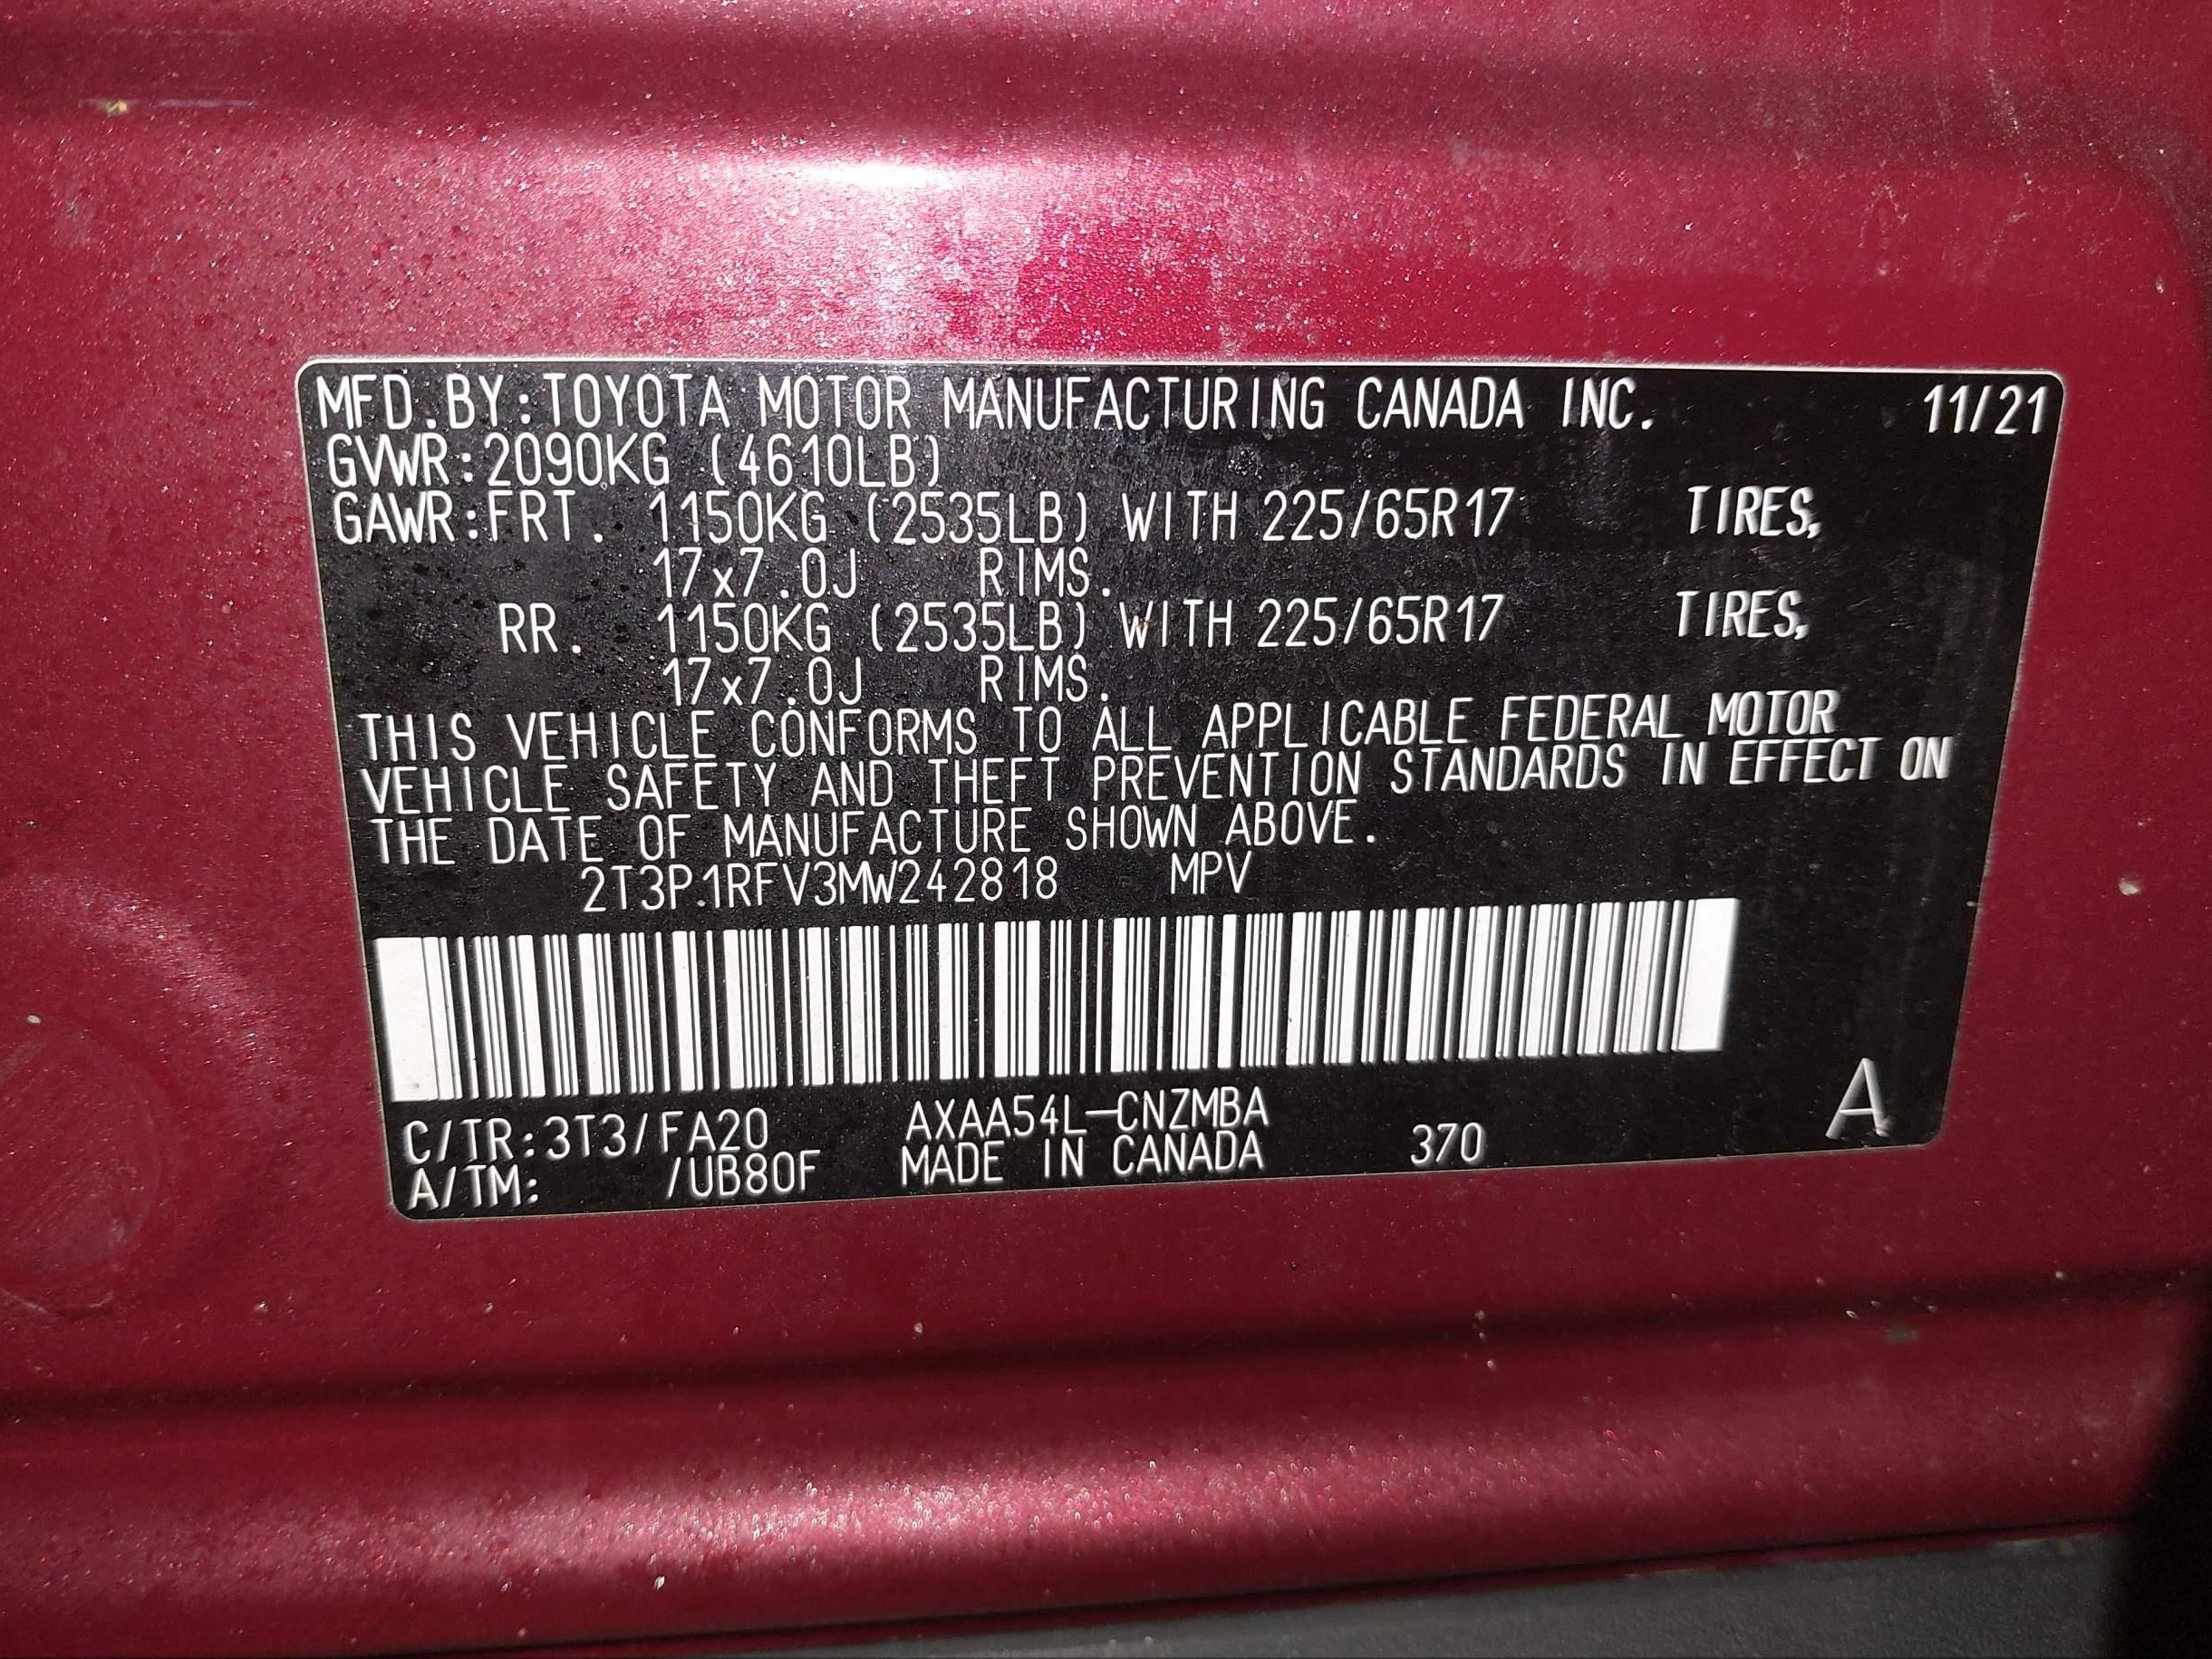 MFD.BY:TOYOTA MOTOR MANUFACTURING CANADA INC. 11/21
GVWR:2090KG (4610LB)
GAWR:FRT. 1150KG (2535LB) WITH 225/65R17 TIRES,
17x7.0J RIMS.
RR. 1150KG (2535LB) WITH 225/65R17 TIRES,
17x7.0J RIMS.
THIS VEHICLE CONFORMS TO ALL APPLICABLE FEDERAL MOTOR
VEHICLE SAFETY AND THEFT PREVENTION STANDARDS IN EFFECT ON
THE DATE OF MANUFACTURE SHOWN ABOVE.
2T3P1RFV3MW242818 MPV
C/TR:3T3/FA20 AXAA54L-CNZMBA
A/TM: /UB80F MADE IN CANADA 370 A